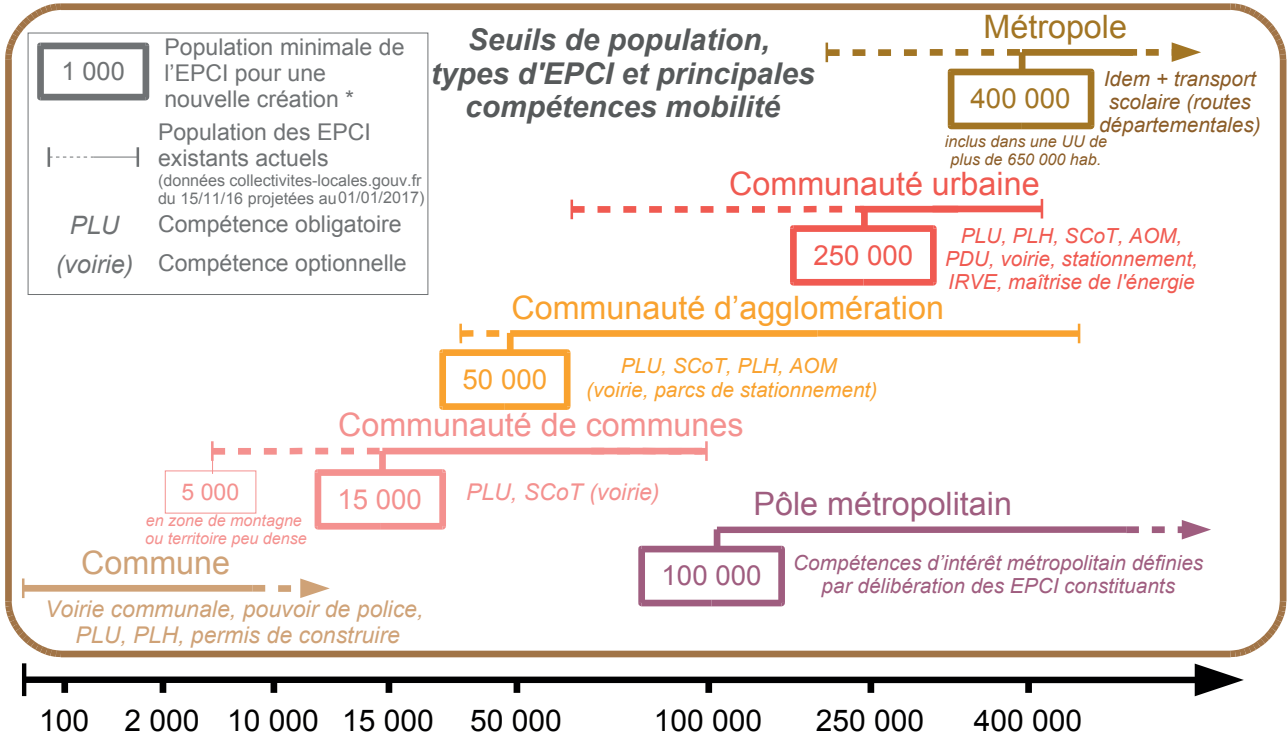 Seuils de population,
types d'EPCI et principales
compétences mobilité
1 000
Population minimale de
l’EPCI pour une
nouvelle création *
Population des EPCI
existants actuels
(données collectivites-locales.gouv.fr
du 15/11/16 projetées au 01/01/2017)
PLU
Compétence obligatoire
(voirie)
Compétence optionnelle
Métropole
400 000
inclus dans une UU de
plus de 650 000 hab.
Idem + transport
scolaire (routes
départementales)
Communauté urbaine
250 000
PLU, PLH, SCoT, AOM,
PDU, voirie, stationnement,
IRVE, maîtrise de l'énergie
Communauté d’agglomération
50 000
PLU, SCoT, PLH, AOM
(voirie, parcs de stationnement)
Communauté de communes
5 000
en zone de montagne
ou territoire peu dense
15 000
PLU, SCoT (voirie)
Pôle métropolitain
100 000
Compétences d’intérêt métropolitain définies
par délibération des EPCI constituants
Commune
Voirie communale, pouvoir de police,
PLU, PLH, permis de construire
100 2 000 10 000 15 000 50 000 100 000 250 000 400 000